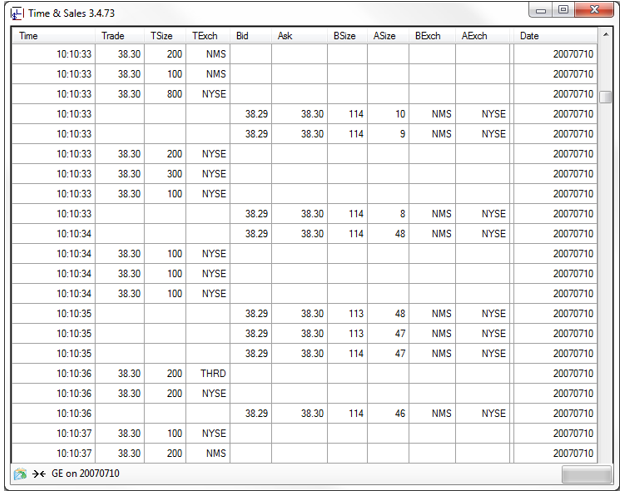 Time & Sales 3.4.73
Time Trade TSize TExch Bid Ask BSize ASize BExch AExch Date
10:10:33 38.30 200 NMS 20070710
10:10:33 38.30 100 NMS 20070710
10:10:33 38.30 800 NYSE 20070710
10:10:33 38.29 38.30 114 10 NMS NYSE 20070710
10:10:33 38.29 38.30 114 9 NMS NYSE 20070710
10:10:33 38.30 200 NYSE 20070710
10:10:33 38.30 300 NYSE 20070710
10:10:33 38.30 100 NYSE 20070710
10:10:33 38.29 38.30 114 8 NMS NYSE 20070710
10:10:34 38.29 38.30 114 48 NMS NYSE 20070710
10:10:34 38.30 100 NYSE 20070710
10:10:34 38.30 100 NYSE 20070710
10:10:34 38.30 100 NYSE 20070710
10:10:35 38.29 38.30 113 48 NMS NYSE 20070710
10:10:35 38.29 38.30 113 47 NMS NYSE 20070710
10:10:35 38.29 38.30 114 47 NMS NYSE 20070710
10:10:36 38.30 200 THRD 20070710
10:10:36 38.30 200 NYSE 20070710
10:10:36 38.29 38.30 114 46 NMS NYSE 20070710
10:10:37 38.30 100 NYSE 20070710
10:10:37 38.30 200 NMS 20070710
GE on 20070710